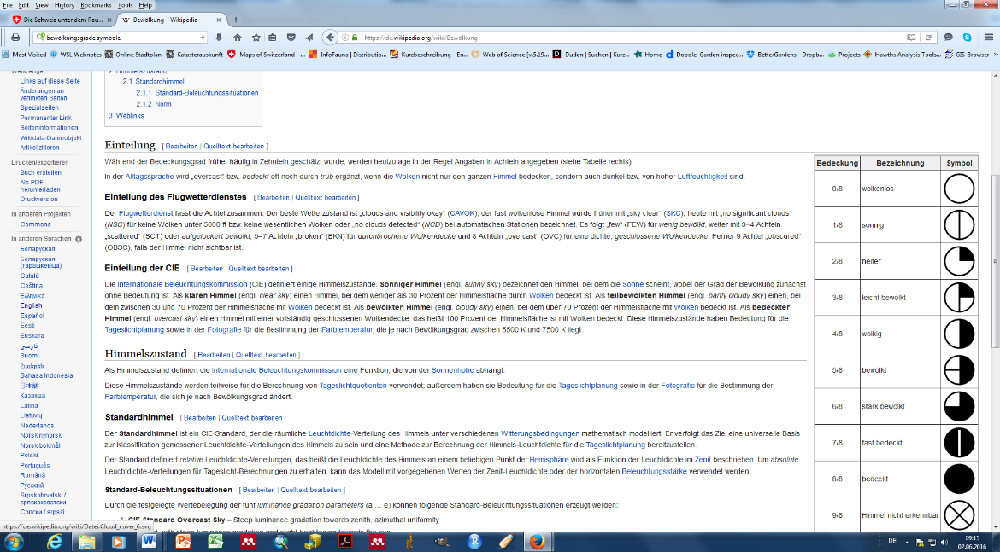 File Edit View History Bookmarks Tools Help
Die Schweiz unter dem Rau... × Bewölkung – Wikipedia × +
bewölkungsgrade symbole
https://de.wikipedia.org/wiki/Bewölkung
Most Visited WSL Webnotes Online Stadtplan Katasterauskunft Maps of Switzerland - ... InfoFauna | Distributio... Kurzbeschreibung - En... Web of Science [v.5.19... Duden | Suchen | Kurz... Home Doodle: Garden inspec... BetterGardens - Dropb... Projects Hawths Analysis Tools... GIS-Browser »
Werkzeuge
Links auf diese Seite
Änderungen an
verlinkten Seiten
Spezialseiten
Permanenter Link
Seiteninformationen
Wikidata-Datenobjekt
Artikel zitieren
Drucken/exportieren
Buch erstellen
Als PDF
herunterladen
Druckversion
In anderen Projekten
Commons
In anderen Sprachen
Беларуская
Беларуская
(тарашкевіца)
Català
Čeština
Ελληνικά
English
Español
Eesti
Euskara
فارسی
Suomi
Հայերեն
Bahasa Indonesia
日本語
Қазақша
Latina
Lietuvių
Nederlands
Norsk nynorsk
Norsk bokmål
Polski
Português
Română
Русский
Srpskohrvatski /
српскохрватски
Српски / srpski
2 Himmelszustand
2.1 Standardhimmel
2.1.1 Standard-Beleuchtungssituationen
2.1.2 Norm
3 Weblinks
Einteilung [ Bearbeiten | Quelltext bearbeiten ]
Während der Bedeckungsgrad früher häufig in Zehnteln geschätzt wurde, werden heutzutage in der Regel Angaben in Achteln angegeben (siehe Tabelle rechts).
In der Alltagssprache wird „overcast“ bzw. bedeckt oft noch durch trüb ergänzt, wenn die Wolken nicht nur den ganzen Himmel bedecken, sondern auch dunkel bzw. von hoher Luftfeuchtigkeit sind.
Einteilung des Flugwetterdienstes [ Bearbeiten | Quelltext bearbeiten ]
Der Flugwetterdienst fasst die Achtel zusammen: Der beste Wetterzustand ist „clouds and visibility okay“ (CAVOK), der fast wolkenlose Himmel wurde früher mit „sky clear“ (SKC), heute mit „no significant clouds“
(NSC) für keine Wolken unter 5000 ft bzw. keine wesentlichen Wolken oder „no clouds detected“ (NCD) bei automatischen Stationen bezeichnet. Es folgt „few“ (FEW) für wenig bewölkt, weiter mit 3–4 Achteln
„scattered“ (SCT) oder aufgelockert bewölkt, 5–7 Achteln „broken“ (BKN) für durchbrochene Wolkendecke und 8 Achteln „overcast“ (OVC) für eine dichte, geschlossene Wolkendecke. Ferner 9 Achtel „obscured“
(OBSC), falls der Himmel nicht sichtbar ist.
Einteilung der CIE [ Bearbeiten | Quelltext bearbeiten ]
Die Internationale Beleuchtungskommission (CIE) definiert einige Himmelszustände. Sonniger Himmel (engl. sunny sky) bezeichnet den Himmel, bei dem die Sonne scheint, wobei der Grad der Bewölkung zunächst
ohne Bedeutung ist. Als klaren Himmel (engl. clear sky) einen Himmel, bei dem weniger als 30 Prozent der Himmelsfläche durch Wolken bedeckt ist. Als teilbewölkten Himmel (engl. partly cloudy sky) einen, bei
dem zwischen 30 und 70 Prozent der Himmelsfläche mit Wolken bedeckt ist. Als bewölkten Himmel (engl. cloudy sky) einen, bei dem über 70 Prozent der Himmelsfläche mit Wolken bedeckt ist. Als bedeckter
Himmel (engl. overcast sky) einen Himmel mit einer vollständig geschlossenen Wolkendecke, das heißt 100 Prozent der Himmelsfläche ist mit Wolken bedeckt. Diese Himmelszustände haben Bedeutung für die
Tageslichtplanung sowie in der Fotografie für die Bestimmung der Farbtemperatur, die je nach Bewölkungsgrad zwischen 5500 K und 7500 K liegt.
Himmelszustand [ Bearbeiten | Quelltext bearbeiten ]
Als Himmelszustand definiert die Internationale Beleuchtungskommission eine Funktion, die von der Sonnenhöhe abhängt.
Diese Himmelszustände werden teilweise für die Berechnung von Tageslichtquotienten verwendet; außerdem haben sie Bedeutung für die Tageslichtplanung sowie in der Fotografie für die Bestimmung der
Farbtemperatur, die sich je nach Bewölkungsgrad ändert.
Standardhimmel [ Bearbeiten | Quelltext bearbeiten ]
Der Standardhimmel ist ein CIE-Standard, der die räumliche Leuchtdichte-Verteilung des Himmels unter verschiedenen Witterungsbedingungen mathematisch modelliert. Er verfolgt das Ziel eine universelle Basis
zur Klassifikation gemessener Leuchtdichte-Verteilungen des Himmels zu sein und eine Methode zur Berechnung der Himmels-Leuchtdichte für die Tageslichtplanung bereitzustellen.
Der Standard definiert relative Leuchtdichte-Verteilungen, das heißt die Leuchtdichte des Himmels an einem beliebigen Punkt der Hemisphäre wird als Funktion der Leuchtdichte im Zenit beschrieben. Um absolute
Leuchtdichte-Verteilungen für Tageslicht-Berechnungen zu erhalten, kann das Modell mit vorgegebenen Werten der Zenit-Leuchtdichte oder der horizontalen Beleuchtungsstärke verwendet werden.
Standard-Beleuchtungssituationen [ Bearbeiten | Quelltext bearbeiten ]
Durch die festgelegte Wertebelegung der fünf luminance gradation parameters (a … e) können folgende Standard-Beleuchtungssituationen erzeugt werden:
1. CIE Standard Overcast Sky – Steep luminance gradation towards zenith, azimuthal uniformity
Bedeckung Bezeichnung Symbol
0/8 wolkenlos
1/8 sonnig
2/8 heiter
3/8 leicht bewölkt
4/8 wolkig
5/8 bewölkt
6/8 stark bewölkt
7/8 fast bedeckt
8/8 bedeckt
9/8 Himmel nicht erkennbar
https://de.wikipedia.org/wiki/Datei:Cloud_cover_6.svg
DE
09:15
02.06.2016